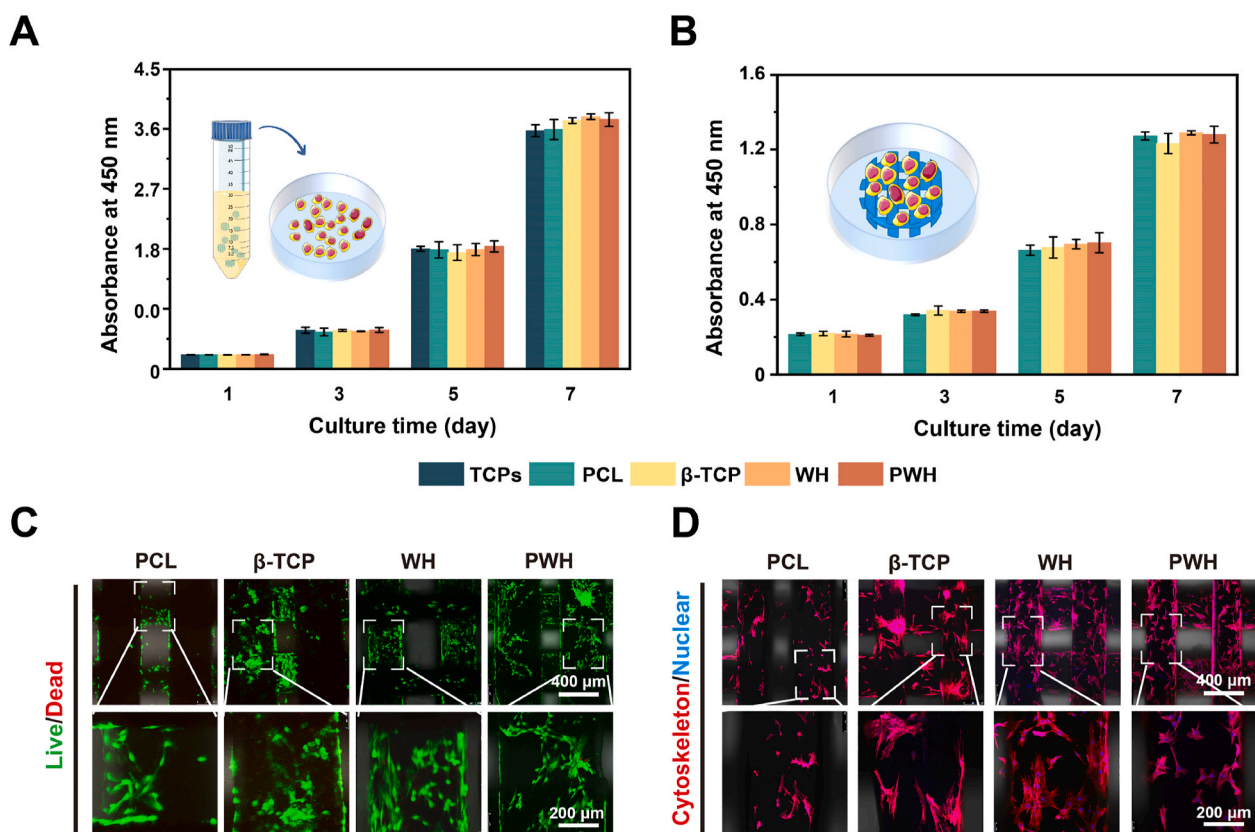 A
B
Absorbance at 450 nm
4.5
3.6
2.7
1.8
0.0
0
1 3 5 7
Culture time (day)
Absorbance at 450 nm
1.6
1.2
0.8
0.4
0
1 3 5 7
Culture time (day)
TCPs PCL β-TCP WH PWH
C
PCL β-TCP WH PWH
Live/Dead
400 μm
200 μm
D
PCL β-TCP WH PWH
Cytoskeleton/Nuclear
400 μm
200 μm